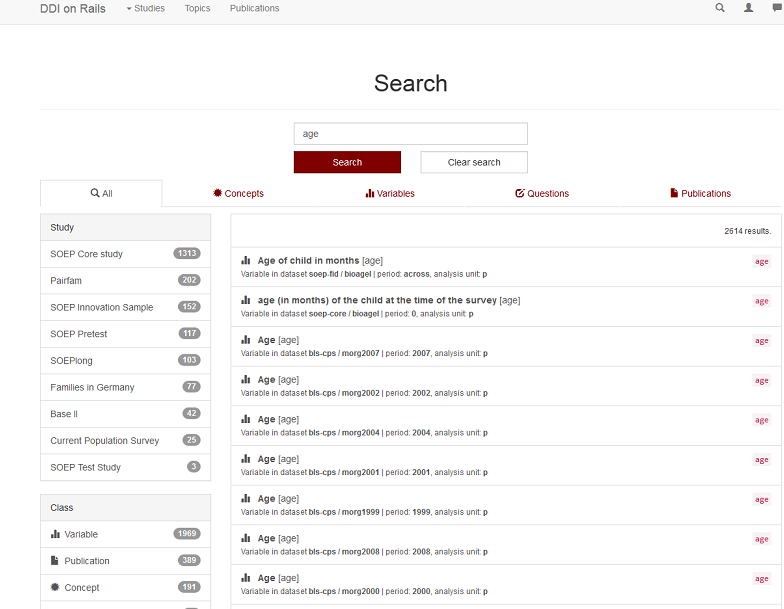 DDI on Rails Studies Topics Publications
Search
age
Search Clear search
All Concepts Variables Questions Publications
Study
SOEP Core study 1313
Pairfam 202
SOEP Innovation Sample 152
SOEP Pretest 117
SOEPlong 103
Families in Germany 77
Base II 42
Current Population Survey 25
SOEP Test Study 3
Class
Variable 1969
Publication 389
Concept 191
2614 results.
Age of child in months [age] age
Variable in dataset soep-fid / bioagel | period: across, analysis unit: p
age (in months) of the child at the time of the survey [age] age
Variable in dataset soep-core / bioagel | period: 0, analysis unit: p
Age [age] age
Variable in dataset bls-cps / morg2007 | period: 2007, analysis unit: p
Age [age] age
Variable in dataset bls-cps / morg2002 | period: 2002, analysis unit: p
Age [age] age
Variable in dataset bls-cps / morg2004 | period: 2004, analysis unit: p
Age [age] age
Variable in dataset bls-cps / morg2001 | period: 2001, analysis unit: p
Age [age] age
Variable in dataset bls-cps / morg1999 | period: 1999, analysis unit: p
Age [age] age
Variable in dataset bls-cps / morg2008 | period: 2008, analysis unit: p
Age [age] age
Variable in dataset bls-cps / morg2000 | period: 2000, analysis unit: p